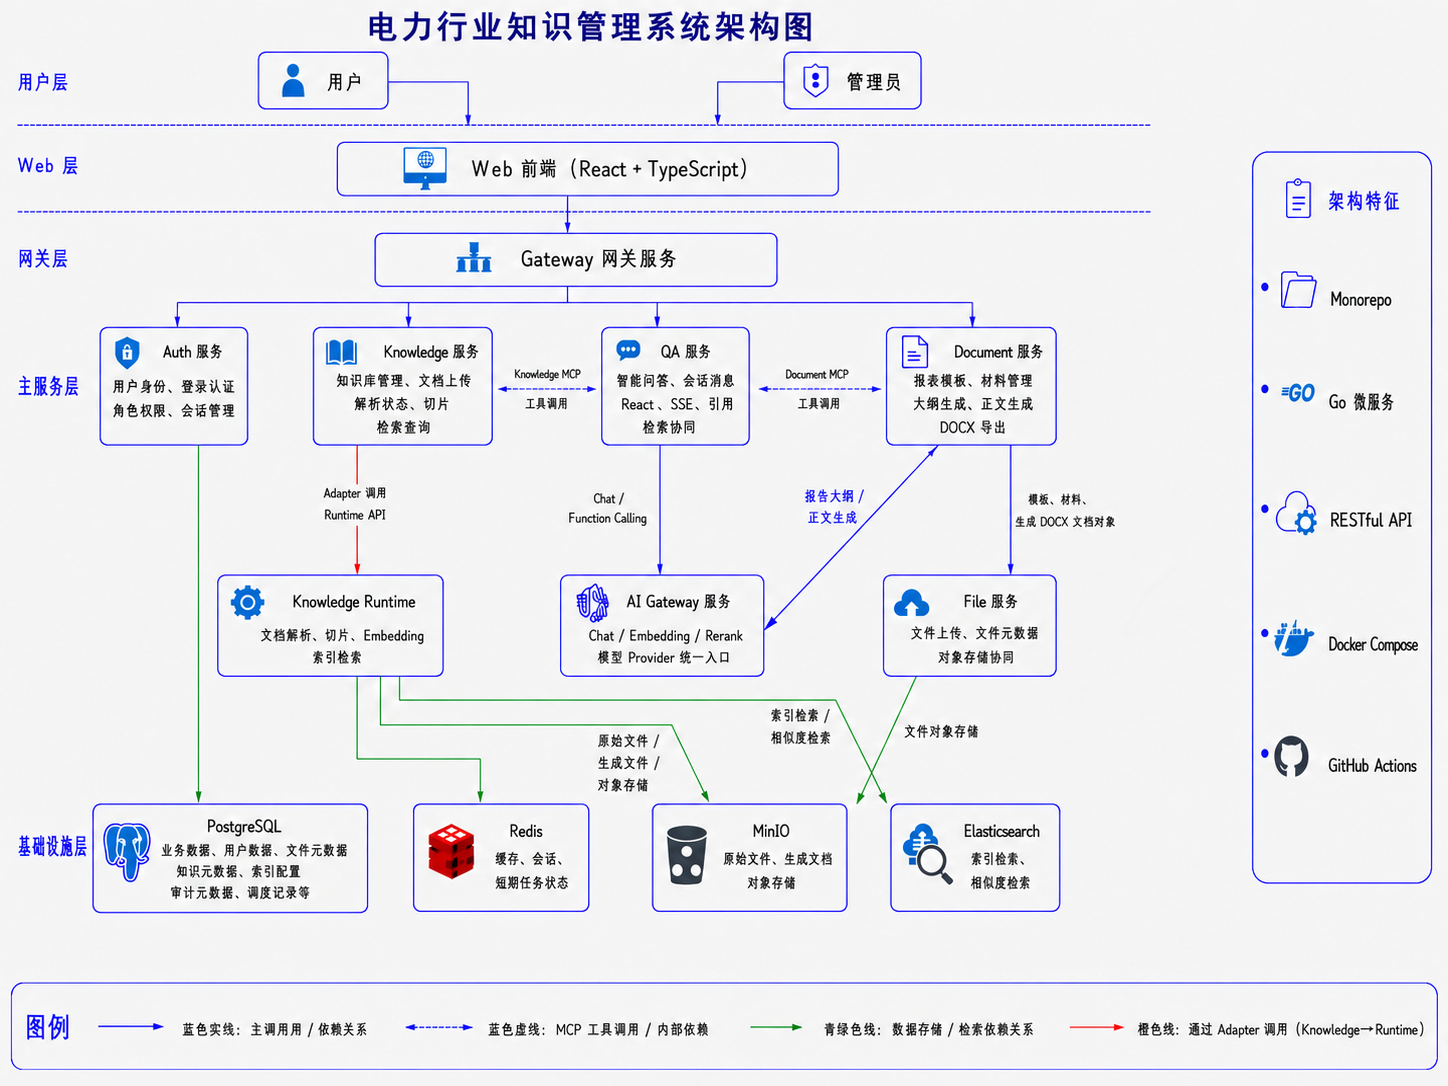 电力行业知识管理系统架构图
用户层
用户
管理员
Web 层
Web 前端（React + TypeScript）
网关层
Gateway 网关服务
主服务层
Auth 服务
用户身份、登录认证
角色权限、会话管理
Knowledge 服务
知识库管理、文档上传
解析状态、切片
检索查询
Knowledge MCP
工具调用
QA 服务
智能问答、会话消息
React、SSE、引用
检索协同
Document MCP
工具调用
Document 服务
报表模板、材料管理
大纲生成、正文生成
DOCX 导出
Adapter 调用
Runtime API
Chat /
Function Calling
报告大纲 /
正文生成
模板、材料、
生成 DOCX 文档对象
Knowledge Runtime
文档解析、切片、Embedding
索引检索
AI Gateway 服务
Chat / Embedding / Rerank
模型 Provider 统一入口
File 服务
文件上传、文件元数据
对象存储协同
原始文件 /
生成文件 /
对象存储
索引检索 /
相似度检索
文件对象存储
基础设施层
PostgreSQL
业务数据、用户数据、文件元数据
知识元数据、索引配置
审计元数据、调度记录等
Redis
缓存、会话、
短期任务状态
MinIO
原始文件、生成文档
对象存储
Elasticsearch
索引检索、
相似度检索
架构特征
Monorepo
GO
Go 微服务
RESTful API
Docker Compose
GitHub Actions
图例
蓝色实线：主调用用 / 依赖关系
蓝色虚线：MCP 工具调用 / 内部依赖
青绿色线：数据存储 / 检索依赖关系
橙色线：通过 Adapter 调用（Knowledge→Runtime）